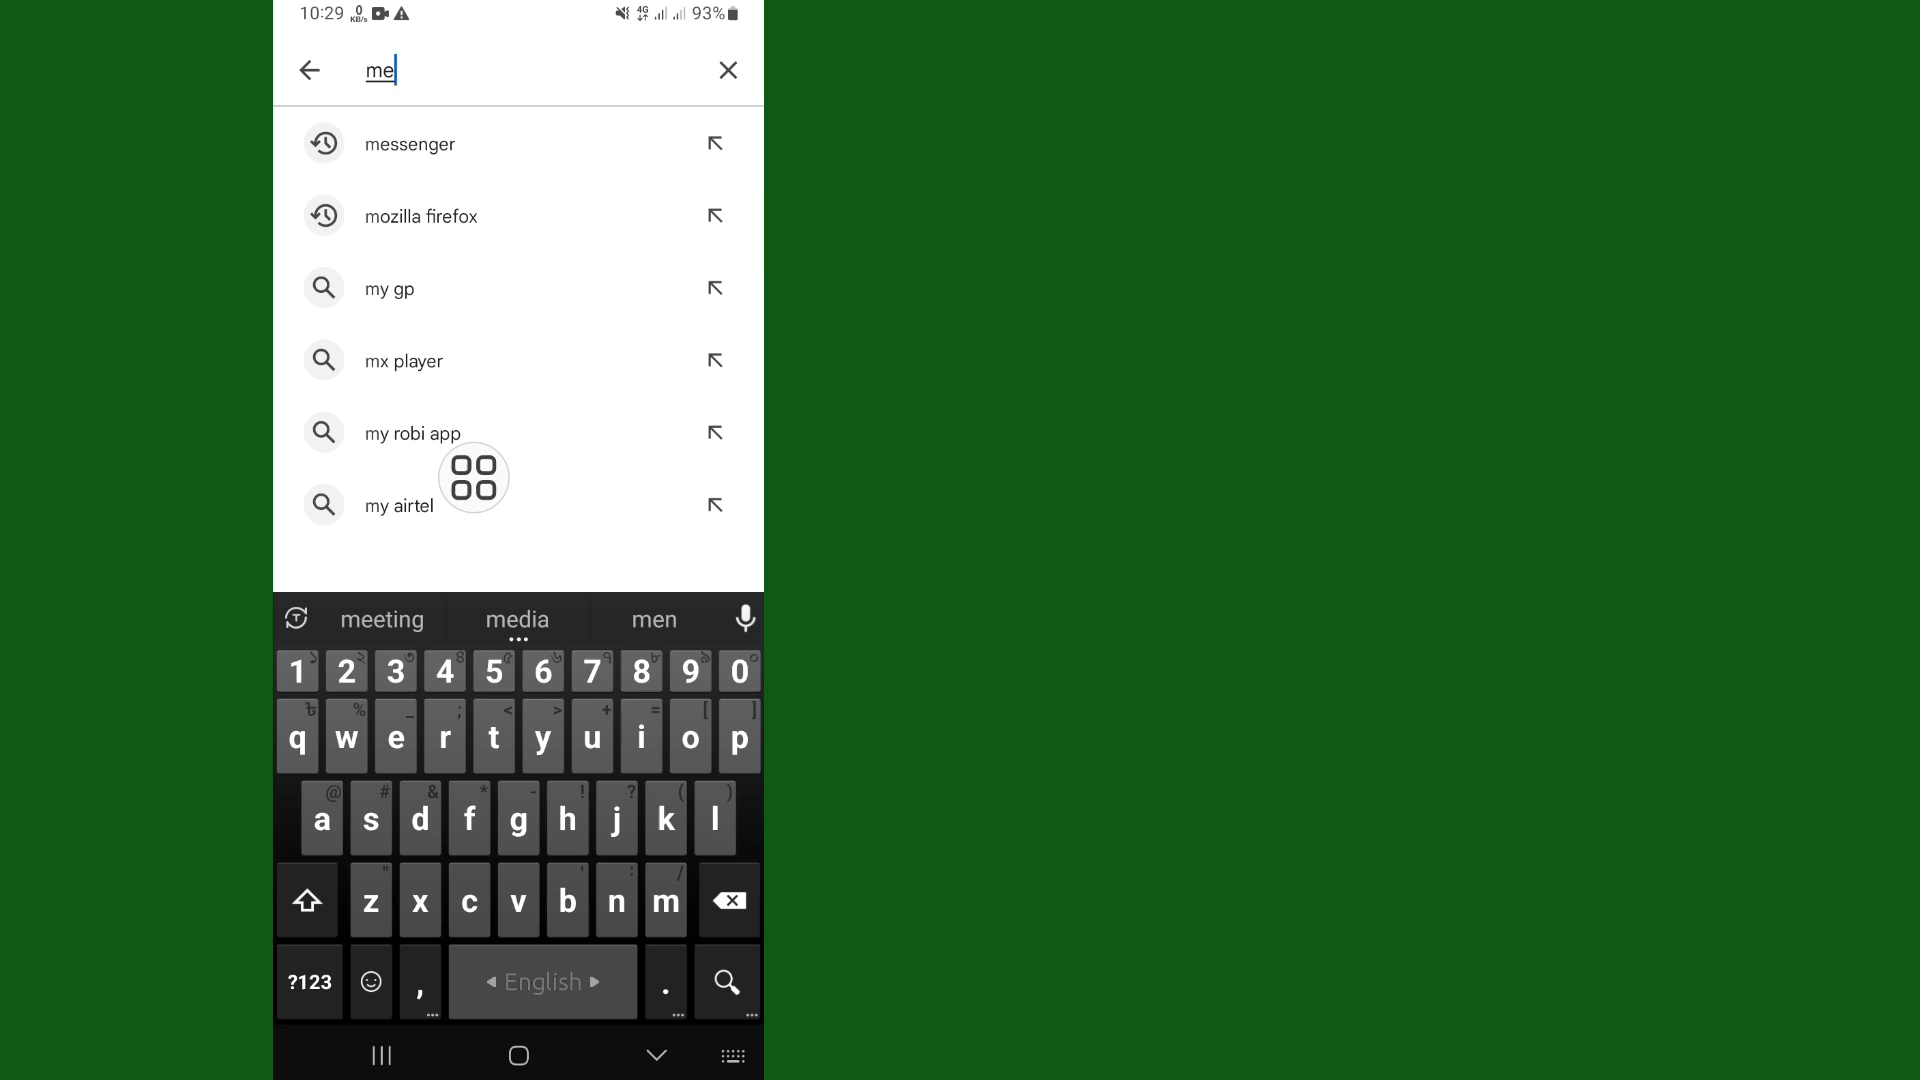 10:29 0 KB/s 4G 93%
me
messenger
mozilla firefox
my gp
mx player
my robi app
my airtel
meeting media men
1 2 3 4 5 6 7 8 9 0
q w e r t y u i o p
a s d f g h j k l
z x c v b n m
?123 , English .